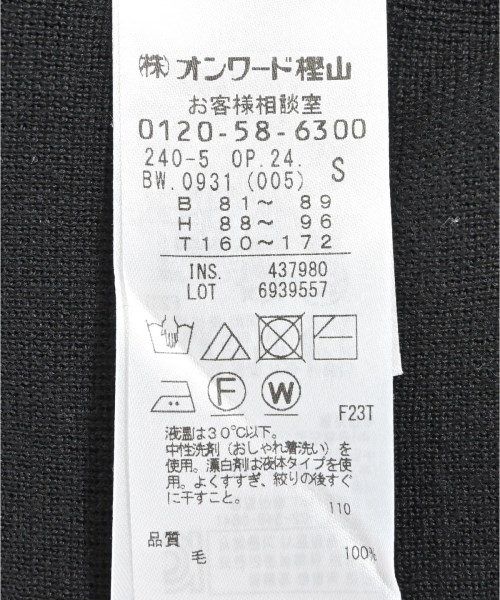 (株)オンワード樫山
お客様相談室
0120-58-6300
240-5 OP.24.
BW.0931 (005) S
B 81～ 89
H 88～ 96
T 160～172
INS. 437980
LOT 6939557
F W
F23T
液温は30℃以下。
中性洗剤（おしゃれ着洗い）を
使用。漂白剤は液体タイプを使
用。よくすすぎ、絞りの後すぐ
に干すこと。
110
品質
毛 100%